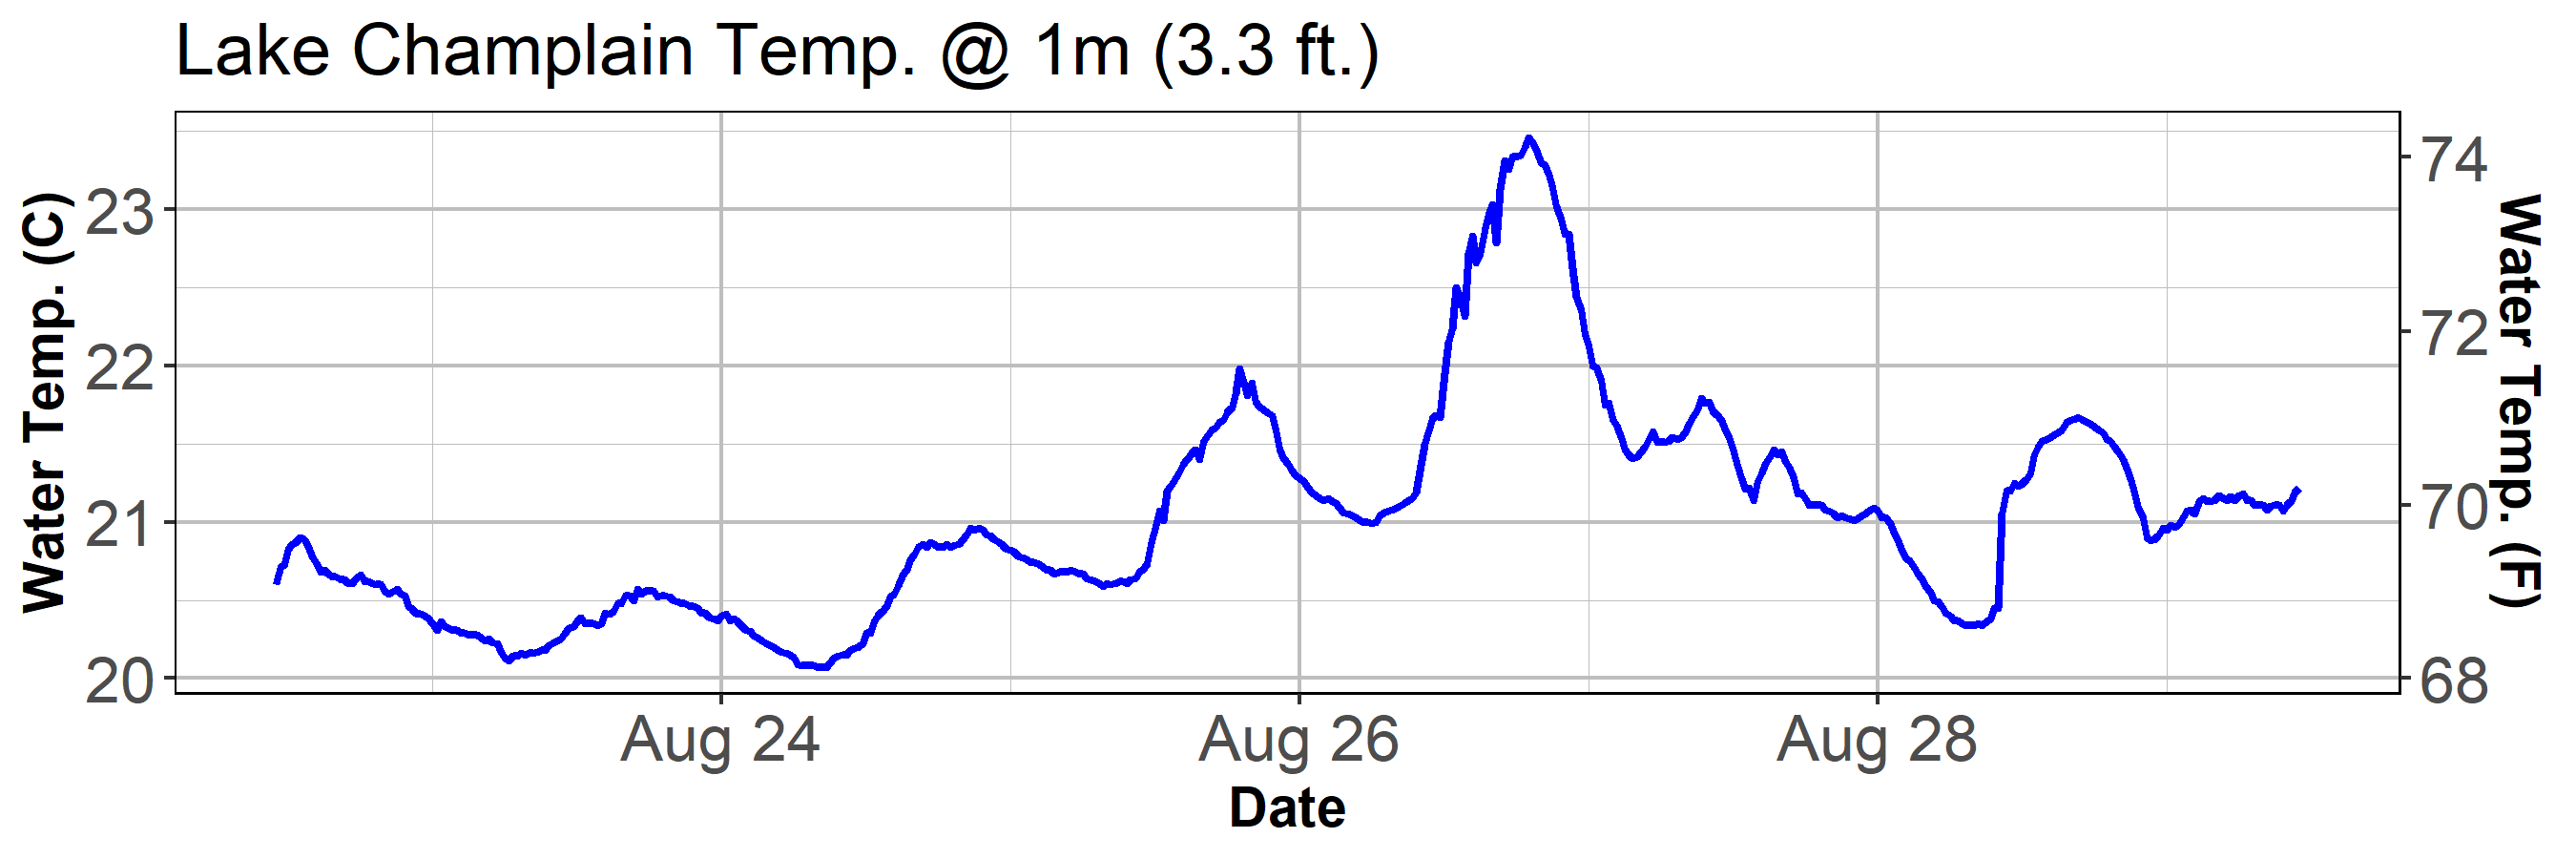 Lake Champlain Temp. @ 1m (3.3 ft.)
Water Temp. (C)
23
22
21
20
74
72
70
68
Water Temp. (F)
Aug 24 Aug 26 Aug 28
Date